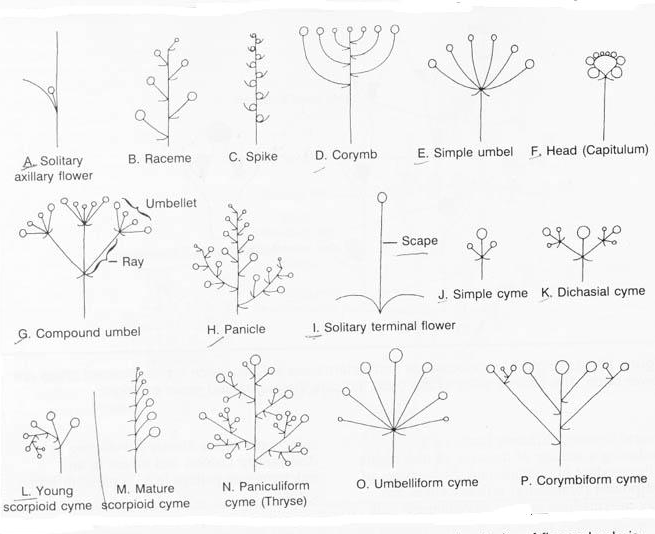 A. Solitary
axillary flower
B. Raceme
C. Spike
D. Corymb
E. Simple umbel
F. Head (Capitulum)
Umbellet
Ray
G. Compound umbel
H. Panicle
Scape
I. Solitary terminal flower
J. Simple cyme
K. Dichasial cyme
L. Young
scorpioid cyme
M. Mature
scorpioid cyme
N. Paniculiform
cyme (Thryse)
O. Umbelliform cyme
P. Corymbiform cyme